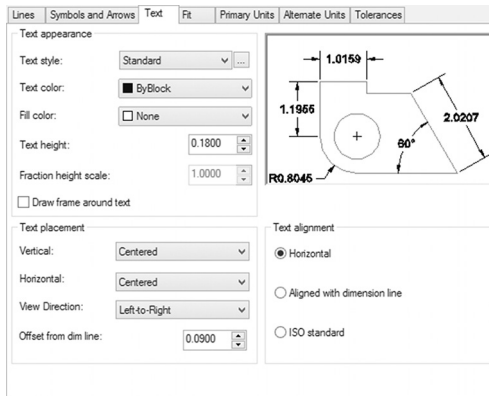 Lines Symbols and Arrows Text Fit Primary Units Alternate Units Tolerances
Text appearance
Text style: Standard ...
Text color: ByBlock
Fill color: None
Text height: 0.1800
Fraction height scale: 1.0000
Draw frame around text
1.0159
1.1955
2.0207
60°
R0.8045
Text placement
Vertical: Centered
Horizontal: Centered
View Direction: Left-to-Right
Offset from dim line: 0.0900
Text alignment
Horizontal
Aligned with dimension line
ISO standard